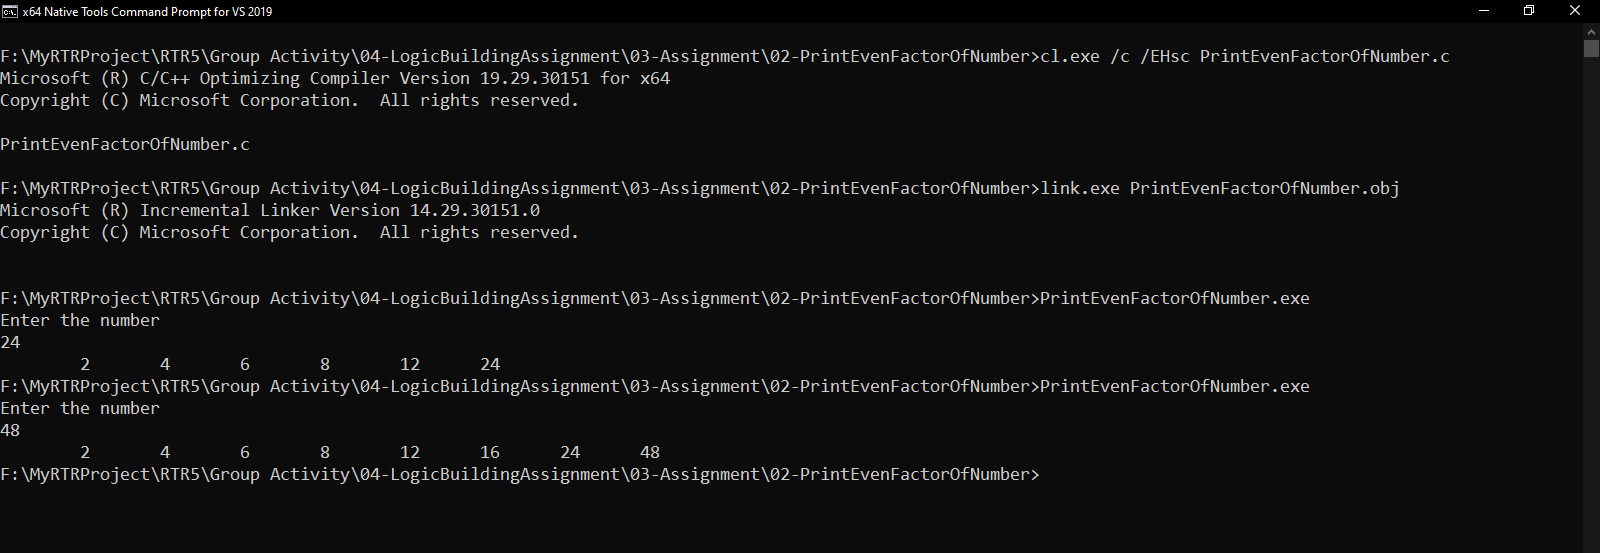 x64 Native Tools Command Prompt for VS 2019
F:\MyRTRProject\RTR5\Group Activity\04-LogicBuildingAssignment\03-Assignment\02-PrintEvenFactorOfNumber>cl.exe /c /EHsc PrintEvenFactorOfNumber.c
Microsoft (R) C/C++ Optimizing Compiler Version 19.29.30151 for x64
Copyright (C) Microsoft Corporation.  All rights reserved.
PrintEvenFactorOfNumber.c
F:\MyRTRProject\RTR5\Group Activity\04-LogicBuildingAssignment\03-Assignment\02-PrintEvenFactorOfNumber>link.exe PrintEvenFactorOfNumber.obj
Microsoft (R) Incremental Linker Version 14.29.30151.0
Copyright (C) Microsoft Corporation.  All rights reserved.
F:\MyRTRProject\RTR5\Group Activity\04-LogicBuildingAssignment\03-Assignment\02-PrintEvenFactorOfNumber>PrintEvenFactorOfNumber.exe
Enter the number
24
2 4 6 8 12 24
F:\MyRTRProject\RTR5\Group Activity\04-LogicBuildingAssignment\03-Assignment\02-PrintEvenFactorOfNumber>PrintEvenFactorOfNumber.exe
Enter the number
48
2 4 6 8 12 16 24 48
F:\MyRTRProject\RTR5\Group Activity\04-LogicBuildingAssignment\03-Assignment\02-PrintEvenFactorOfNumber>